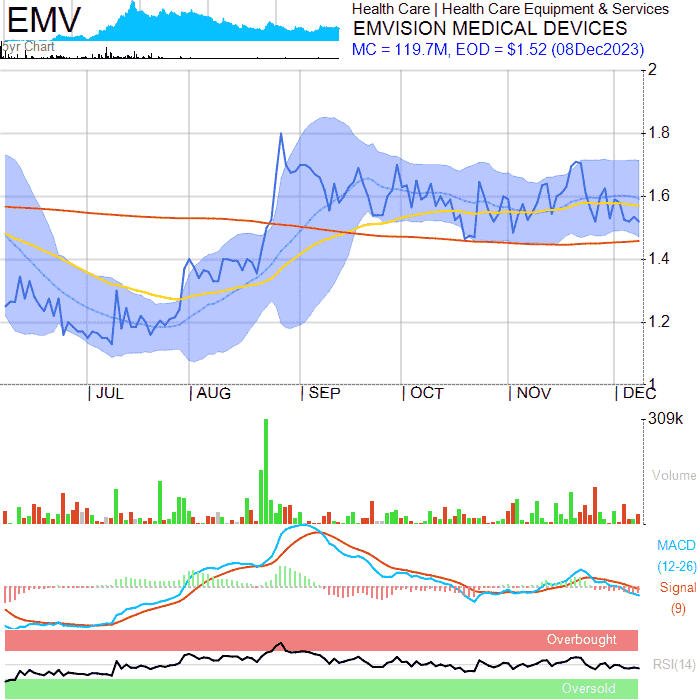 EMV
5yr Chart
Health Care | Health Care Equipment & Services
EMVISION MEDICAL DEVICES
MC = 119.7M, EOD = $1.52 (08Dec2023)
2
1.8
1.6
1.4
1.2
1
JUL AUG SEP OCT NOV DEC
309k
Volume
MACD
(12-26)
Signal
(9)
Overbought
RSI(14)
Oversold